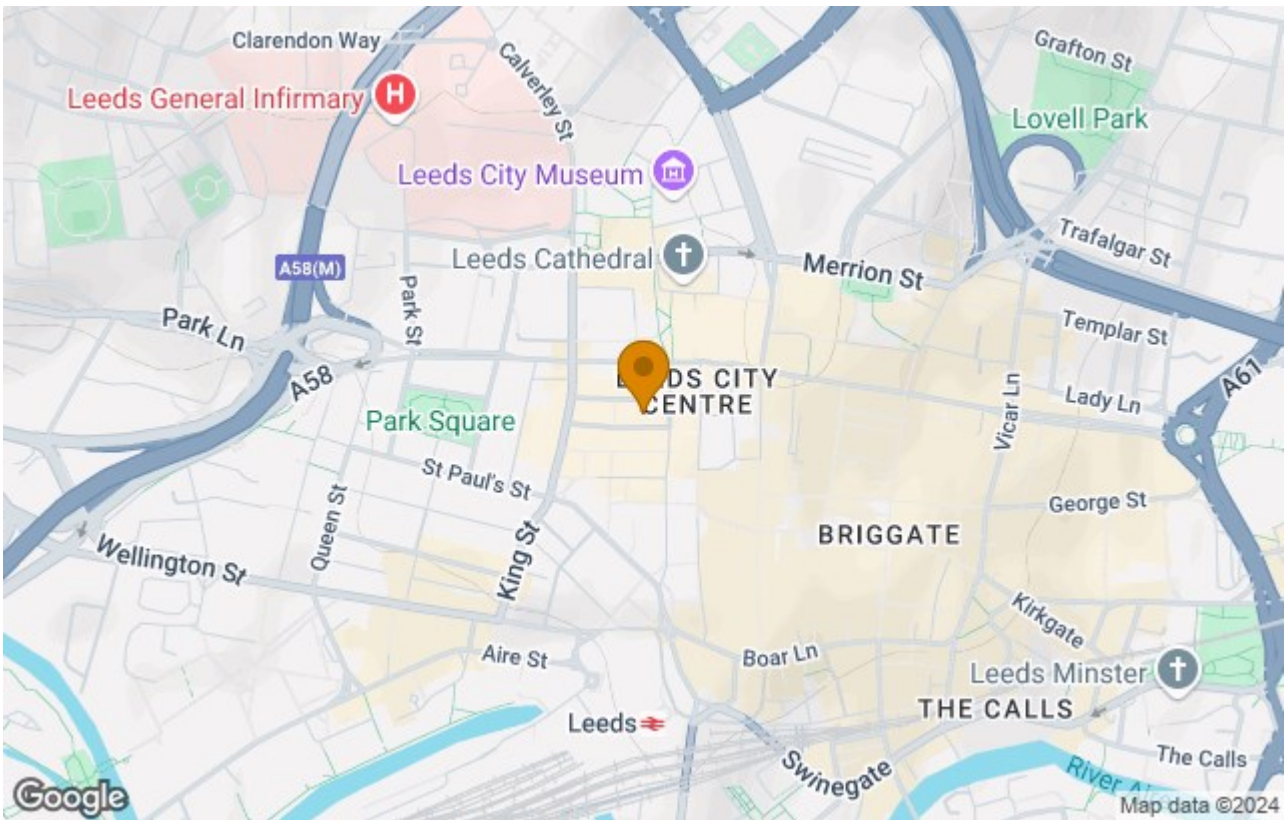 Clarendon Way
Calverley St
Grafton St
Leeds General Infirmary
H
Lovell Park
Leeds City Museum
Leeds Cathedral
Merrion St
Trafalgar St
A58(M)
Park St
Park Ln
Templar St
A58
LEEDS CITY
CENTRE
A61
Lady Ln
Vicar Ln
Park Square
St Paul's St
George St
Queen St
King St
BRIGGATE
Wellington St
Kirkgate
Aire St
Boar Ln
Leeds Minster
THE CALLS
Leeds
Swinegate
The Calls
River
Google
Map data ©2024